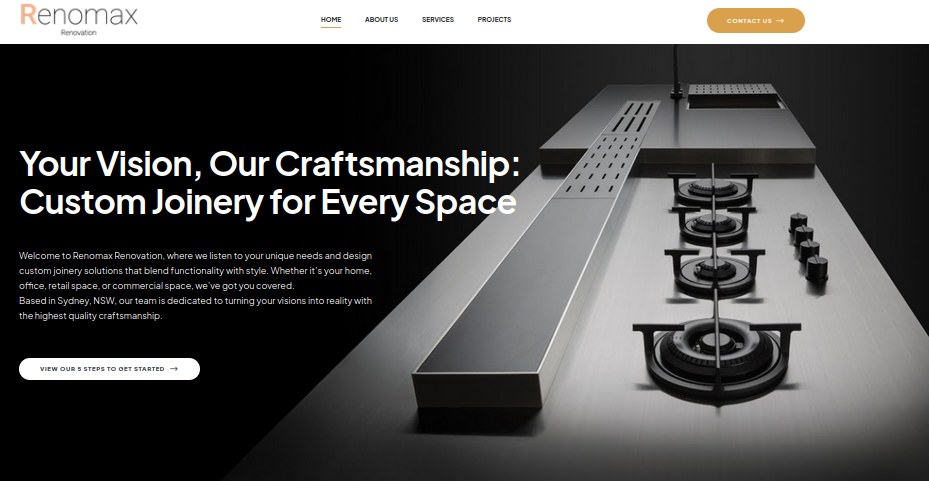 Renomax
Renovation
HOME ABOUT US SERVICES PROJECTS
CONTACT US →
Your Vision, Our Craftsmanship:
Custom Joinery for Every Space
Welcome to Renomax Renovation, where we listen to your unique needs and design
custom joinery solutions that blend functionality with style. Whether it's your home,
office, retail space, or commercial space, we've got you covered.
Based in Sydney, NSW, our team is dedicated to turning your visions into reality with
the highest quality craftsmanship.
VIEW OUR 5 STEPS TO GET STARTED →